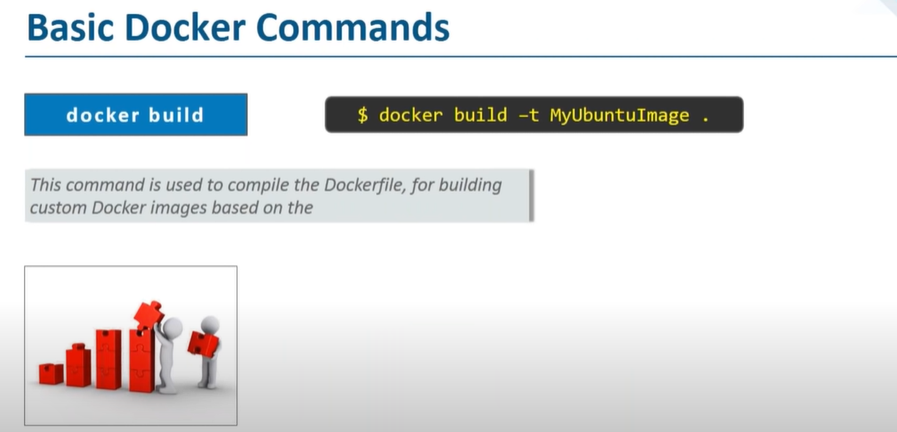 Basic Docker Commands
docker build
$ docker build –t MyUbuntuImage .
This command is used to compile the Dockerfile, for building
custom Docker images based on the